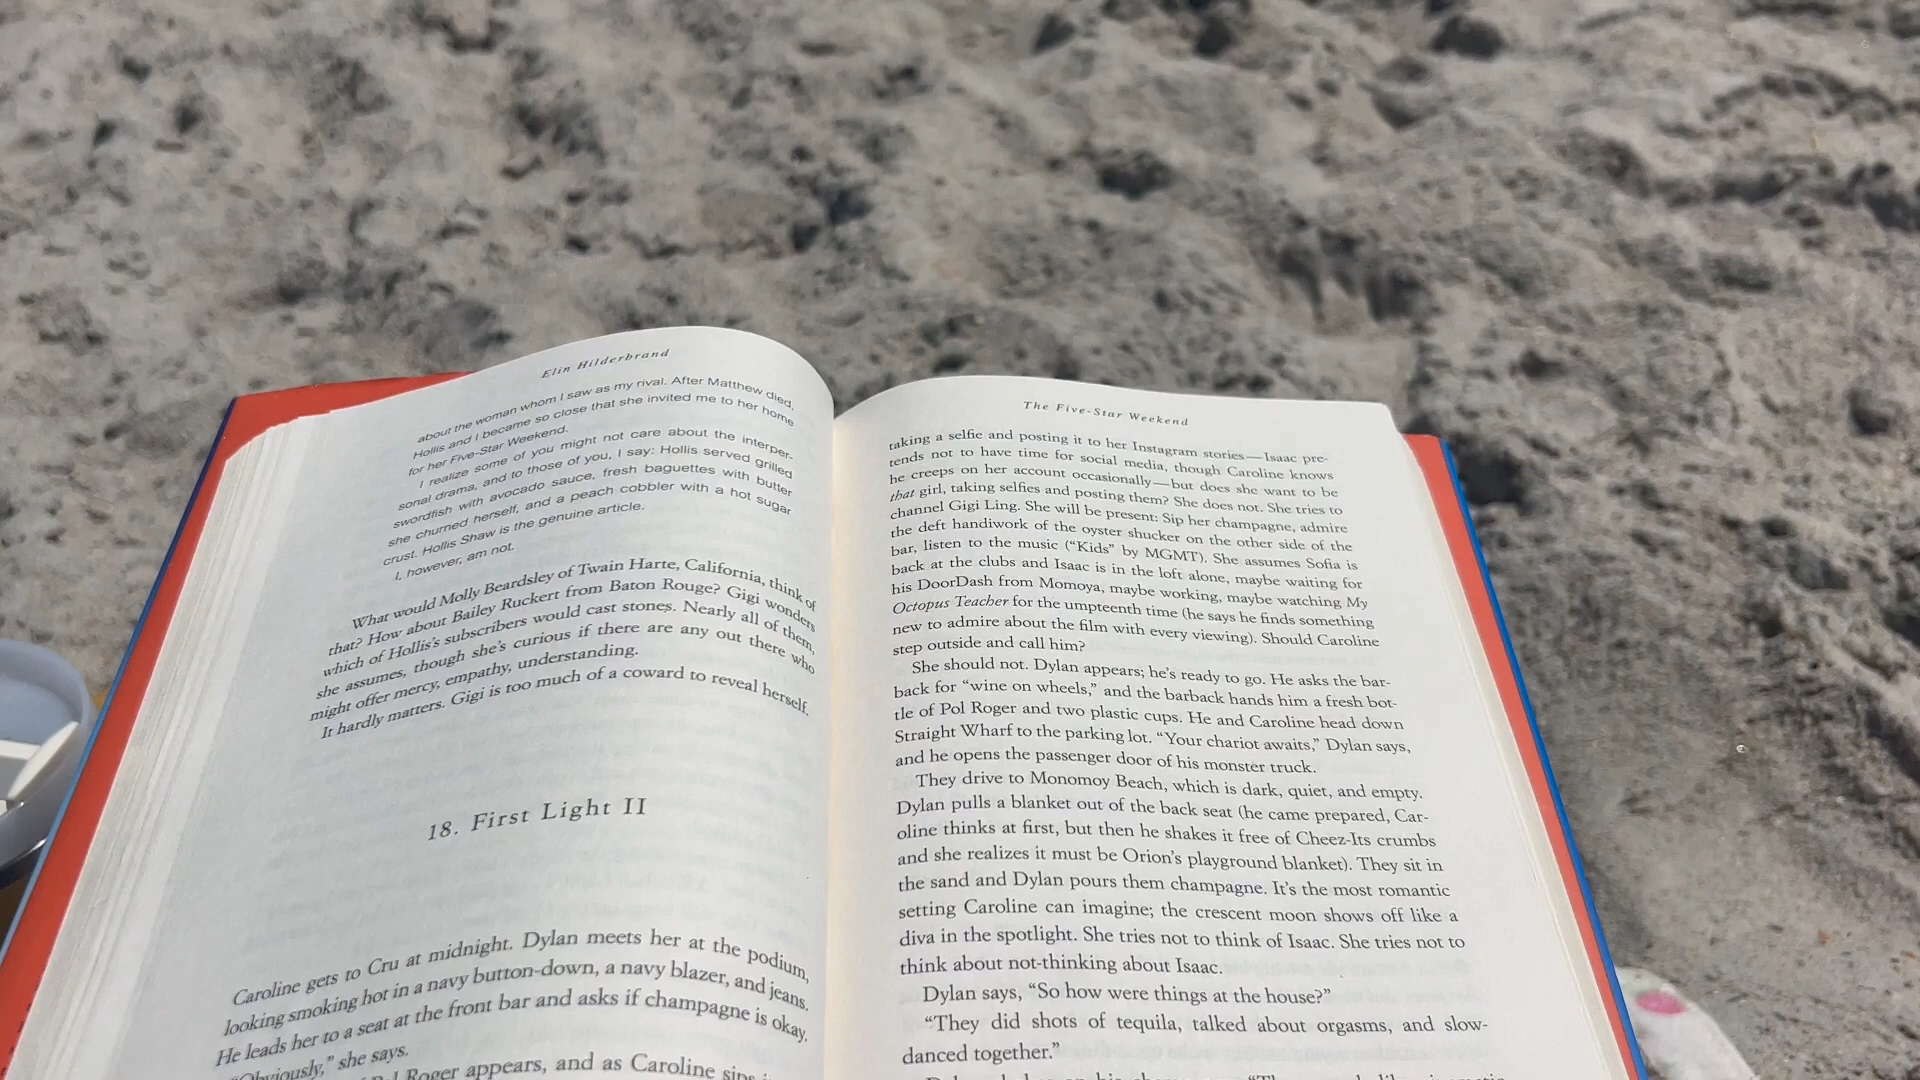 Elin Hilderbrand
about the woman whom I saw as my rival. After Matthew died,
Hollis and I became so close that she invited me to her home
for her Five-Star Weekend.
I realize some of you might not care about the interper-
sonal drama, and to those of you, I say: Hollis served grilled
swordfish with avocado sauce, fresh baguettes with butter
she churned herself, and a peach cobbler with a hot sugar
crust. Hollis Shaw is the genuine article.
I, however, am not.
What would Molly Beardsley of Twain Harte, California, think of
that? How about Bailey Ruckert from Baton Rouge? Gigi wonders
which of Hollis's subscribers would cast stones. Nearly all of them,
she assumes, though she's curious if there are any out there who
might offer mercy, empathy, understanding.
It hardly matters. Gigi is too much of a coward to reveal herself.
18. First Light II
Caroline gets to Cru at midnight. Dylan meets her at the podium,
looking smoking hot in a navy button-down, a navy blazer, and jeans.
He leads her to a seat at the front bar and asks if champagne is okay.
"Obviously," she says.
Roger appears, and as Caroline sips
The Five-Star Weekend
taking a selfie and posting it to her Instagram stories—Isaac pre-
tends not to have time for social media, though Caroline knows
he creeps on her account occasionally—but does she want to be
that girl, taking selfies and posting them? She does not. She tries to
channel Gigi Ling. She will be present: Sip her champagne, admire
the deft handiwork of the oyster shucker on the other side of the
bar, listen to the music ("Kids" by MGMT). She assumes Sofia is
back at the clubs and Isaac is in the loft alone, maybe waiting for
his DoorDash from Momoya, maybe working, maybe watching My
Octopus Teacher for the umpteenth time (he says he finds something
new to admire about the film with every viewing). Should Caroline
step outside and call him?
She should not. Dylan appears; he's ready to go. He asks the bar-
back for "wine on wheels," and the barback hands him a fresh bot-
tle of Pol Roger and two plastic cups. He and Caroline head down
Straight Wharf to the parking lot. "Your chariot awaits," Dylan says,
and he opens the passenger door of his monster truck.
They drive to Monomoy Beach, which is dark, quiet, and empty.
Dylan pulls a blanket out of the back seat (he came prepared, Car-
oline thinks at first, but then he shakes it free of Cheez-Its crumbs
and she realizes it must be Orion's playground blanket). They sit in
the sand and Dylan pours them champagne. It's the most romantic
setting Caroline can imagine; the crescent moon shows off like a
diva in the spotlight. She tries not to think of Isaac. She tries not to
think about not-thinking about Isaac.
Dylan says, "So how were things at the house?"
"They did shots of tequila, talked about orgasms, and slow-
danced together."